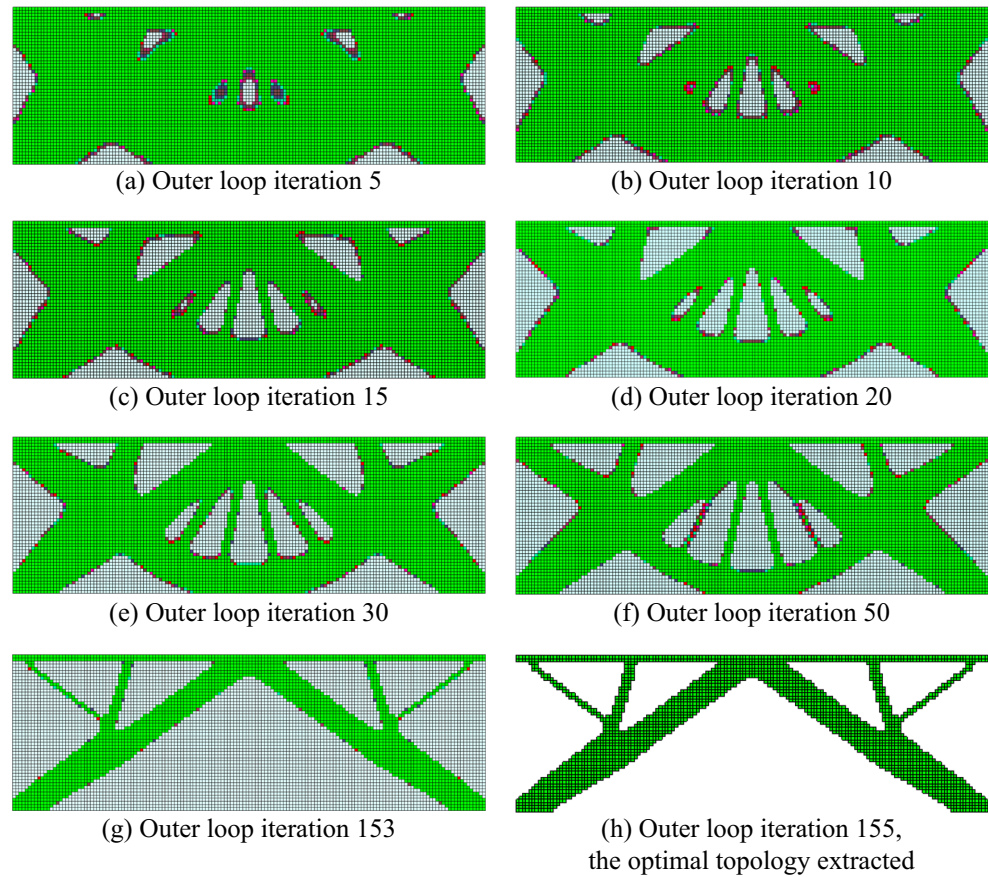 (a) Outer loop iteration 5
(b) Outer loop iteration 10
(c) Outer loop iteration 15
(d) Outer loop iteration 20
(e) Outer loop iteration 30
(f) Outer loop iteration 50
(g) Outer loop iteration 153
(h) Outer loop iteration 155,
the optimal topology extracted